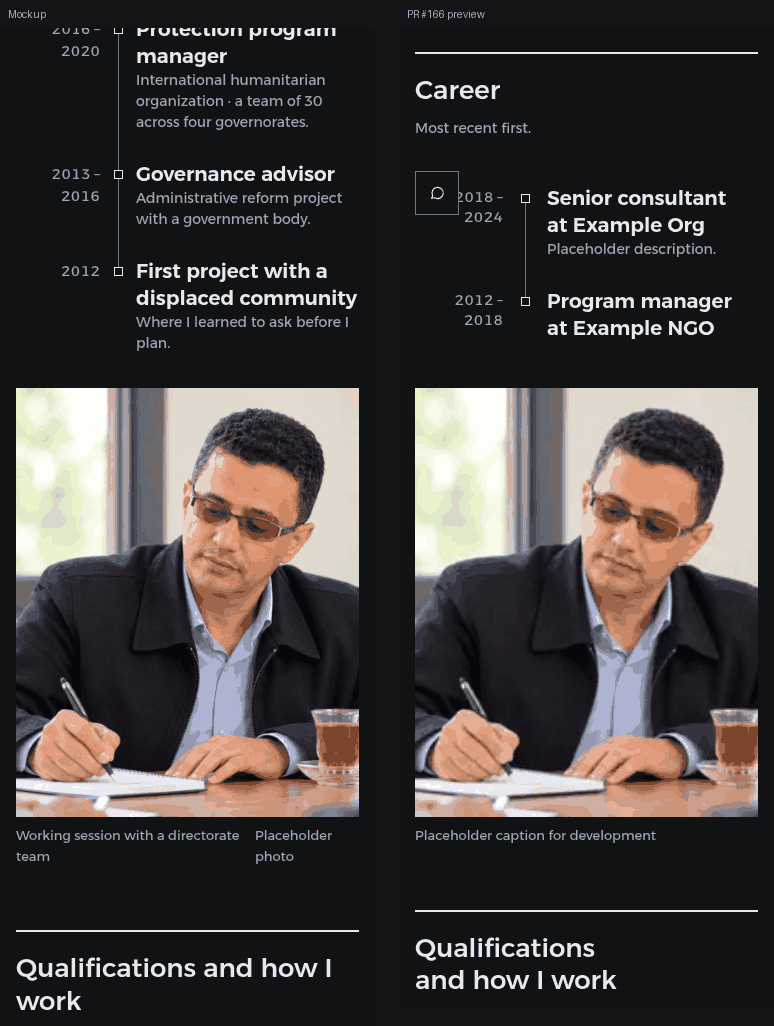 Mockup
2016 –
2020
Protection program
manager
International humanitarian
organization · a team of 30
across four governorates.
2013 –
2016
Governance advisor
Administrative reform project
with a government body.
2012
First project with a
displaced community
Where I learned to ask before I
plan.
Working session with a directorate
team
Placeholder
photo
Qualifications and how I
work
PR #166 preview
Career
Most recent first.
2018 –
2024
Senior consultant
at Example Org
Placeholder description.
2012 –
2018
Program manager
at Example NGO
Placeholder caption for development
Qualifications
and how I work